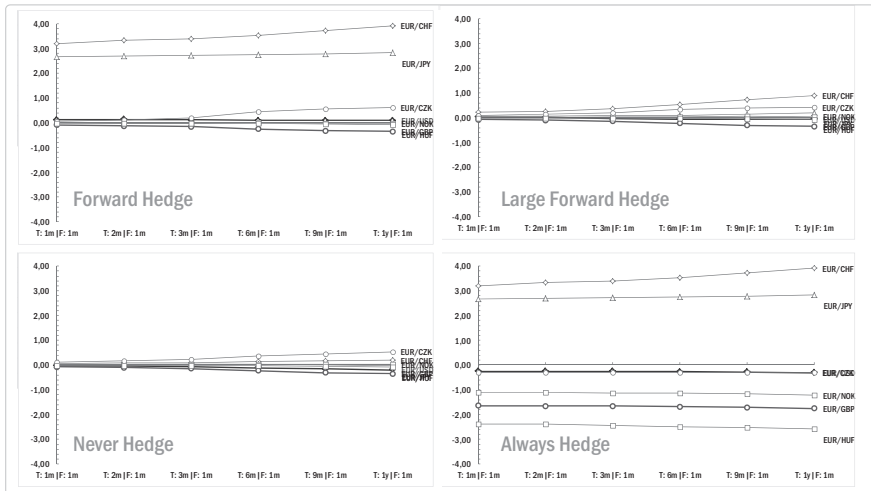 4,00
3,00
2,00
1,00
0,00
-1,00
-2,00
-3,00
-4,00
EUR/CHF
EUR/JPY
EUR/CZK
EUR/USD
EUR/NOK
EUR/GBP
EUR/HUF
Forward Hedge
T: 1m|F: 1m T: 2m|F: 1m T: 3m|F: 1m T: 6m|F: 1m T: 9m|F: 1m T: 1y|F: 1m
4,00
3,00
2,00
1,00
0,00
-1,00
-2,00
-3,00
-4,00
EUR/CHF
EUR/CZK
EUR/NOK
EUR/HUF
Large Forward Hedge
T: 1m|F: 1m T: 2m|F: 1m T: 3m|F: 1m T: 6m|F: 1m T: 9m|F: 1m T: 1y|F: 1m
4,00
3,00
2,00
1,00
0,00
-1,00
-2,00
-3,00
-4,00
EUR/CZK
EUR/CHF
Never Hedge
T: 1m|F: 1m T: 2m|F: 1m T: 3m|F: 1m T: 6m|F: 1m T: 9m|F: 1m T: 1y|F: 1m
4,00
3,00
2,00
1,00
0,00
-1,00
-2,00
-3,00
-4,00
EUR/CHF
EUR/JPY
EUR/NOK
EUR/GBP
EUR/HUF
Always Hedge
T: 1m|F: 1m T: 2m|F: 1m T: 3m|F: 1m T: 6m|F: 1m T: 9m|F: 1m T: 1y|F: 1m